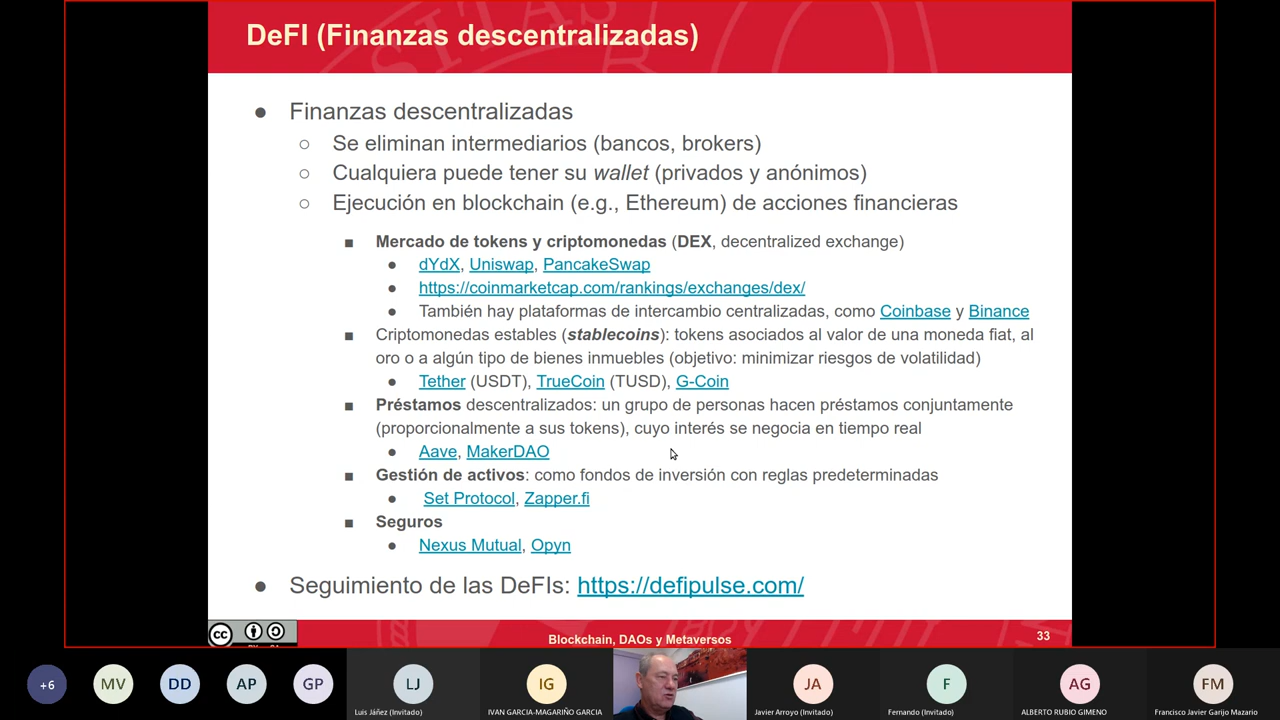 DeFI (Finanzas descentralizadas)
● Finanzas descentralizadas
○ Se eliminan intermediarios (bancos, brokers)
○ Cualquiera puede tener su wallet (privados y anónimos)
○ Ejecución en blockchain (e.g., Ethereum) de acciones financieras
■ Mercado de tokens y criptomonedas (DEX, decentralized exchange)
● dYdX, Uniswap, PancakeSwap
● https://coinmarketcap.com/rankings/exchanges/dex/
● También hay plataformas de intercambio centralizadas, como Coinbase y Binance
■ Criptomonedas estables (stablecoins): tokens asociados al valor de una moneda fiat, al
oro o a algún tipo de bienes inmuebles (objetivo: minimizar riesgos de volatilidad)
● Tether (USDT), TrueCoin (TUSD), G-Coin
■ Préstamos descentralizados: un grupo de personas hacen préstamos conjuntamente
(proporcionalmente a sus tokens), cuyo interés se negocia en tiempo real
● Aave, MakerDAO
■ Gestión de activos: como fondos de inversión con reglas predeterminadas
● Set Protocol, Zapper.fi
■ Seguros
● Nexus Mutual, Opyn
● Seguimiento de las DeFIs: https://defipulse.com/
cc
Blockchain, DAOs y Metaversos
33
+6 MV DD AP GP LJ IG JA F AG FM
Luis Jáñez (Invitado) IVAN GARCIA-MAGARIÑO GARCIA Javier Arroyo (Invitado) Fernando (Invitado) ALBERTO RUBIO GIMENO Francisco Javier Garijo Mazario